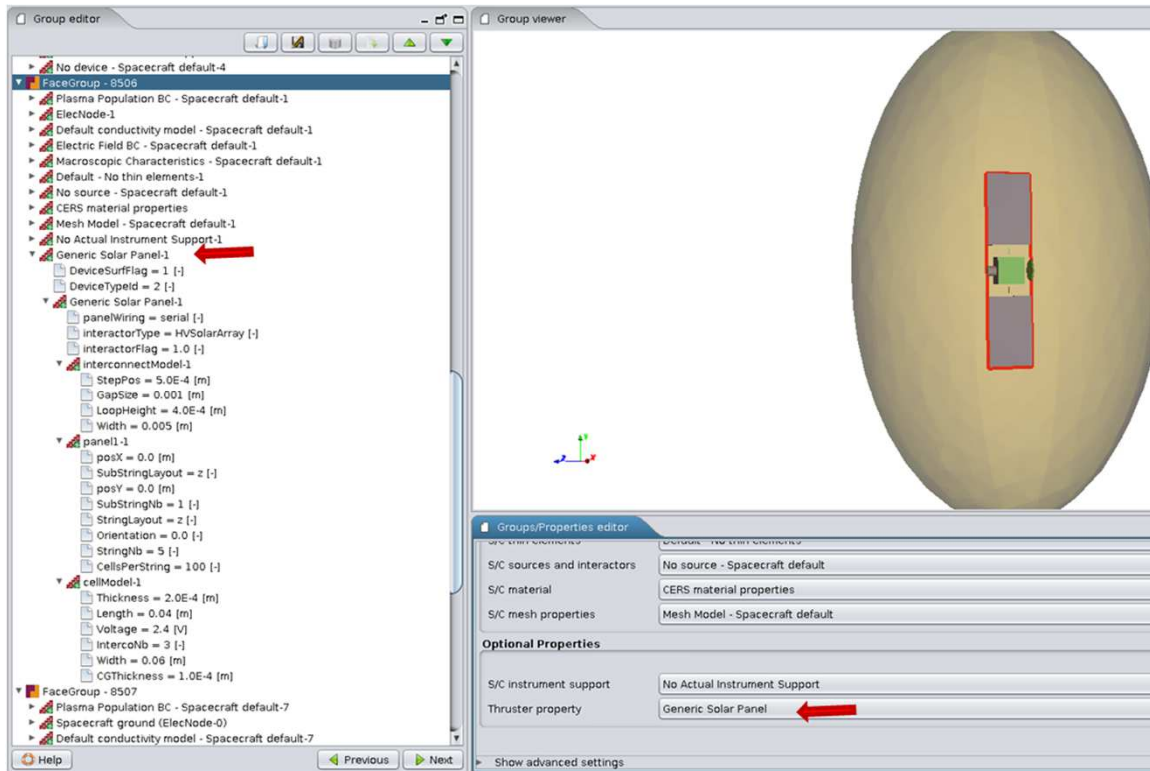 Group editor
No device - Spacecraft default-4
FaceGroup - 8506
Plasma Population BC - Spacecraft default-1
ElecNode-1
Default conductivity model - Spacecraft default-1
Electric Field BC - Spacecraft default-1
Macroscopic Characteristics - Spacecraft default-1
Default - No thin elements-1
No source - Spacecraft default-1
CERS material properties
Mesh Model - Spacecraft default-1
No Actual Instrument Support-1
Generic Solar Panel-1
DeviceSurfFlag = 1 [-]
DeviceTypeId = 2 [-]
Generic Solar Panel-1
panelWiring = serial [-]
interactorType = HVSolarArray [-]
interactorFlag = 1.0 [-]
interconnectModel-1
StepPos = 5.0E-4 [m]
GapSize = 0.001 [m]
LoopHeight = 4.0E-4 [m]
Width = 0.005 [m]
panel1-1
posX = 0.0 [m]
SubStringLayout = z [-]
posY = 0.0 [m]
SubStringNb = 1 [-]
StringLayout = z [-]
Orientation = 0.0 [-]
StringNb = 5 [-]
CellsPerString = 100 [-]
cellModel-1
Thickness = 2.0E-4 [m]
Length = 0.04 [m]
Voltage = 2.4 [V]
IntercoNb = 3 [-]
Width = 0.06 [m]
CGThickness = 1.0E-4 [m]
FaceGroup - 8507
Plasma Population BC - Spacecraft default-7
Spacecraft ground (ElecNode-0)
Default conductivity model - Spacecraft default-7
Help
Previous
Next
Group viewer
Y
Z
X
Groups/Properties editor
S/C thin elements
Default - No thin elements
S/C sources and interactors
No source - Spacecraft default
S/C material
CERS material properties
S/C mesh properties
Mesh Model - Spacecraft default
Optional Properties
S/C instrument support
No Actual Instrument Support
Thruster property
Generic Solar Panel
Show advanced settings